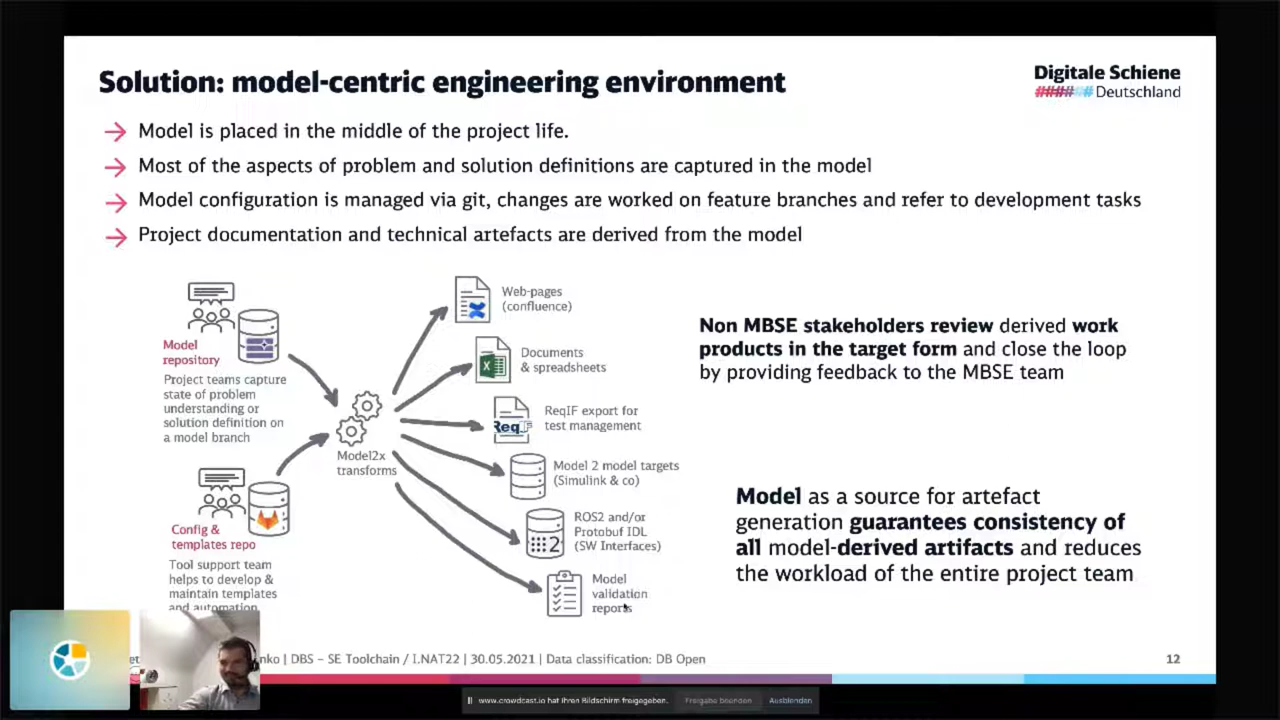 Solution: model-centric engineering environment
Digitale Schiene
######## Deutschland
Model is placed in the middle of the project life.
Most of the aspects of problem and solution definitions are captured in the model
Model configuration is managed via git, changes are worked on feature branches and refer to development tasks
Project documentation and technical artefacts are derived from the model
Model
repository
Project teams capture
state of problem
understanding or
solution definition on
a model branch
Config &
templates repo
Tool support team
helps to develop &
maintain templates
and automation
Model2x
transforms
Web-pages
(confluence)
Documents
& spreadsheets
ReqIF
ReqIF export for
test management
Model 2 model targets
(Simulink & co)
2
ROS2 and/or
Protobuf IDL
(SW Interfaces)
Model
validation
reports
Non MBSE stakeholders review derived work
products in the target form and close the loop
by providing feedback to the MBSE team
Model as a source for artefact
generation guarantees consistency of
all model-derived artifacts and reduces
the workload of the entire project team
| DBS – SE Toolchain / I.NAT22 | 30.05.2021 | Data classification: DB Open
12
www.crowdcast.io hat Ihren Bildschirm freigegeben.
Freigabe beenden
Ausblenden